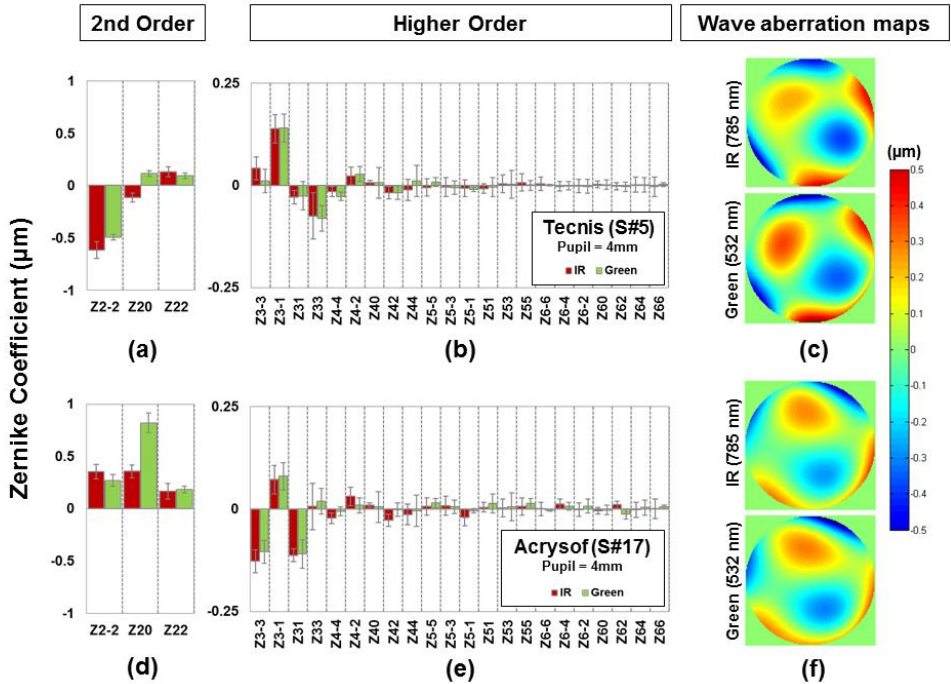 2nd Order
Higher Order
Wave aberration maps
Zernike Coefficient (µm)
1
0.5
0
-0.5
-1
Z2-2 Z20 Z22
(a)
0.25
0
-0.25
Tecnis (S#5)
Pupil = 4mm
IR Green
Z3-3 Z3-1 Z31 Z33 Z4-4 Z4-2 Z40 Z42 Z44 Z5-5 Z5-3 Z5-1 Z51 Z53 Z55 Z6-6 Z6-4 Z6-2 Z60 Z62 Z64 Z66
(b)
IR (785 nm)
Green (532 nm)
(c)
(µm)
0.5
0.4
0.3
0.2
0.1
0
-0.1
-0.2
-0.3
-0.4
-0.5
1
0.5
0
0.5
-1
Z2-2 Z20 Z22
(d)
0.25
0
-0.25
Acrysof (S#17)
Pupil = 4mm
IR Green
Z3-3 Z3-1 Z31 Z33 Z4-4 Z4-2 Z40 Z42 Z44 Z5-5 Z5-3 Z5-1 Z51 Z53 Z55 Z6-6 Z6-4 Z6-2 Z60 Z62 Z64 Z66
(e)
IR (785 nm)
Green (532 nm)
(f)